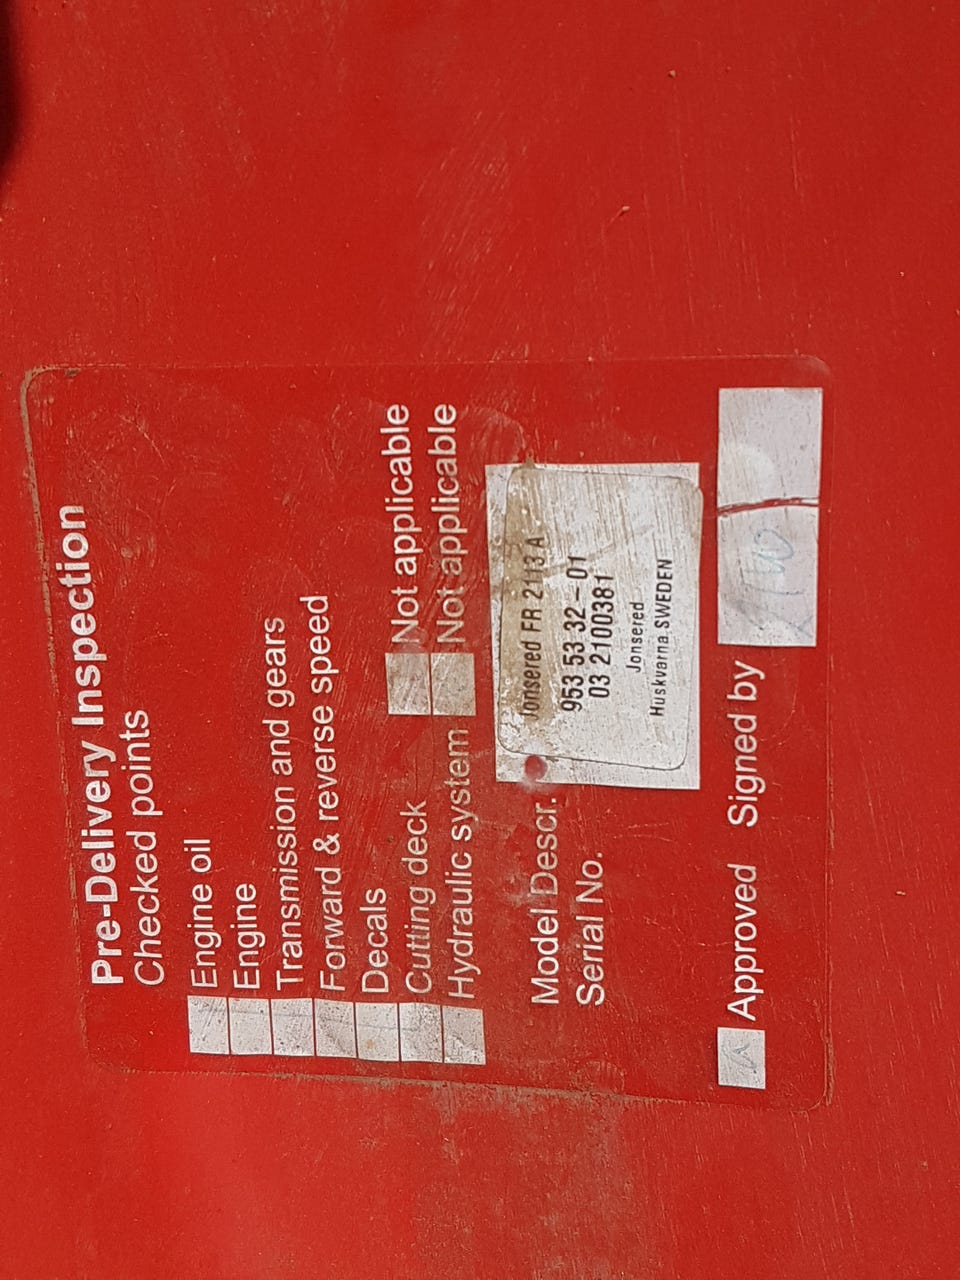 Pre-Delivery Inspection
Checked points
Engine oil
Engine
Transmission and gears
Forward & reverse speed
Decals
Cutting deck Not applicable
Hydraulic system Not applicable
Model Descr.
Serial No.
Jonsered FR 2113 A
953 53 32-01
03 2100381
Jonsered
Huskvarna SWEDEN
Approved Signed by